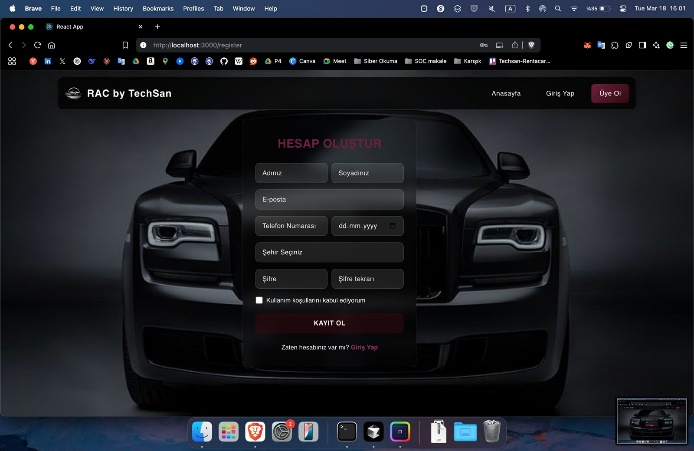 Brave File Edit View History Bookmarks Profiles Tab Window Help
A %86 Tue Mar 18 16 01
React App
http://localhost:3000/register
P4 Canva Meet Siber Okuma SOC makale Karışık Techsan-Rentacar...
RAC by TechSan
Anasayfa Giriş Yap Üye Ol
HESAP OLUŞTUR
Adınız Soyadınız
E-posta
Telefon Numarası dd.mm.yyyy
Şehir Seçiniz
Şifre Şifre tekrarı
Kullanım koşullarını kabul ediyorum
KAYIT OL
Zaten hesabınız var mı? Giriş Yap
2